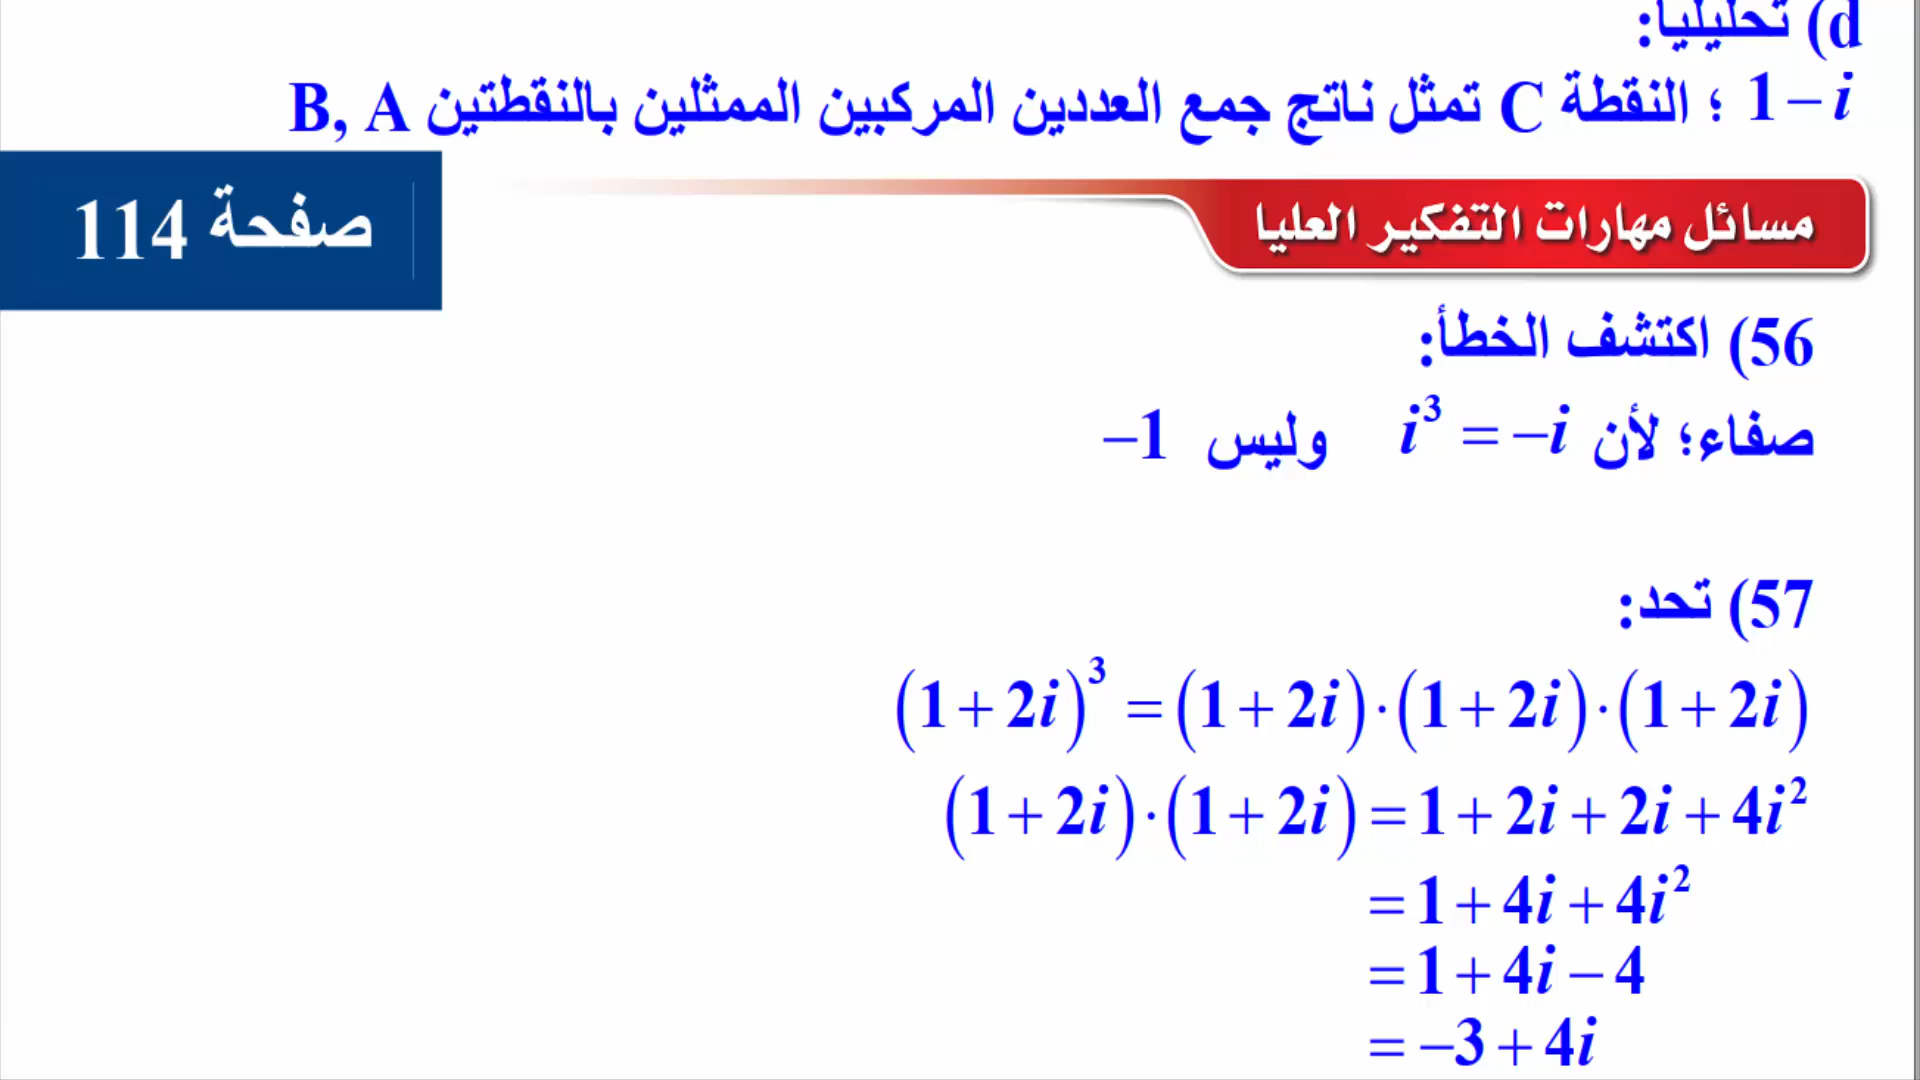 d) تحليليا:
1 − i ؛ النقطة C تمثل ناتج جمع العددين المركبين الممثلين بالنقطتين B, A
صفحة 114
مسائل مهارات التفكير العليا
56) اكتشف الخطأ:
صفاء؛ لأن i³ = −i وليس −1
57) تحد:
(1 + 2i)³ = (1 + 2i)·(1 + 2i)·(1 + 2i)
(1 + 2i)·(1 + 2i) = 1 + 2i + 2i + 4i²
= 1 + 4i + 4i²
= 1 + 4i − 4
= −3 + 4i